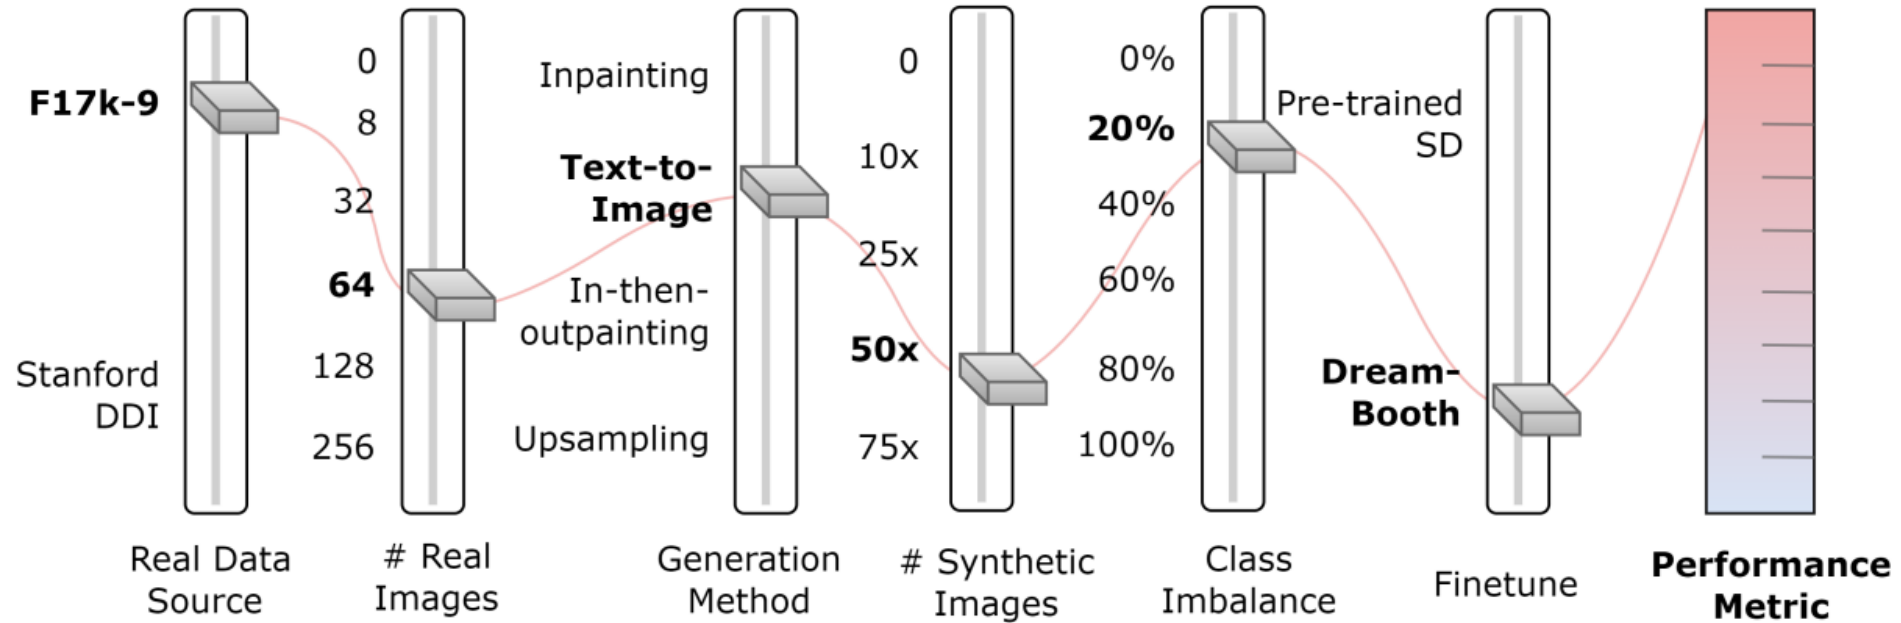 F17k-9
Stanford
DDI
Real Data
Source
0
8
32
64
128
256
# Real
Images
Inpainting
Text-to-
Image
In-then-
outpainting
Upsampling
Generation
Method
0
10x
25x
50x
75x
# Synthetic
Images
0%
20%
40%
60%
80%
100%
Class
Imbalance
Pre-trained
SD
Dream-
Booth
Finetune
Performance
Metric